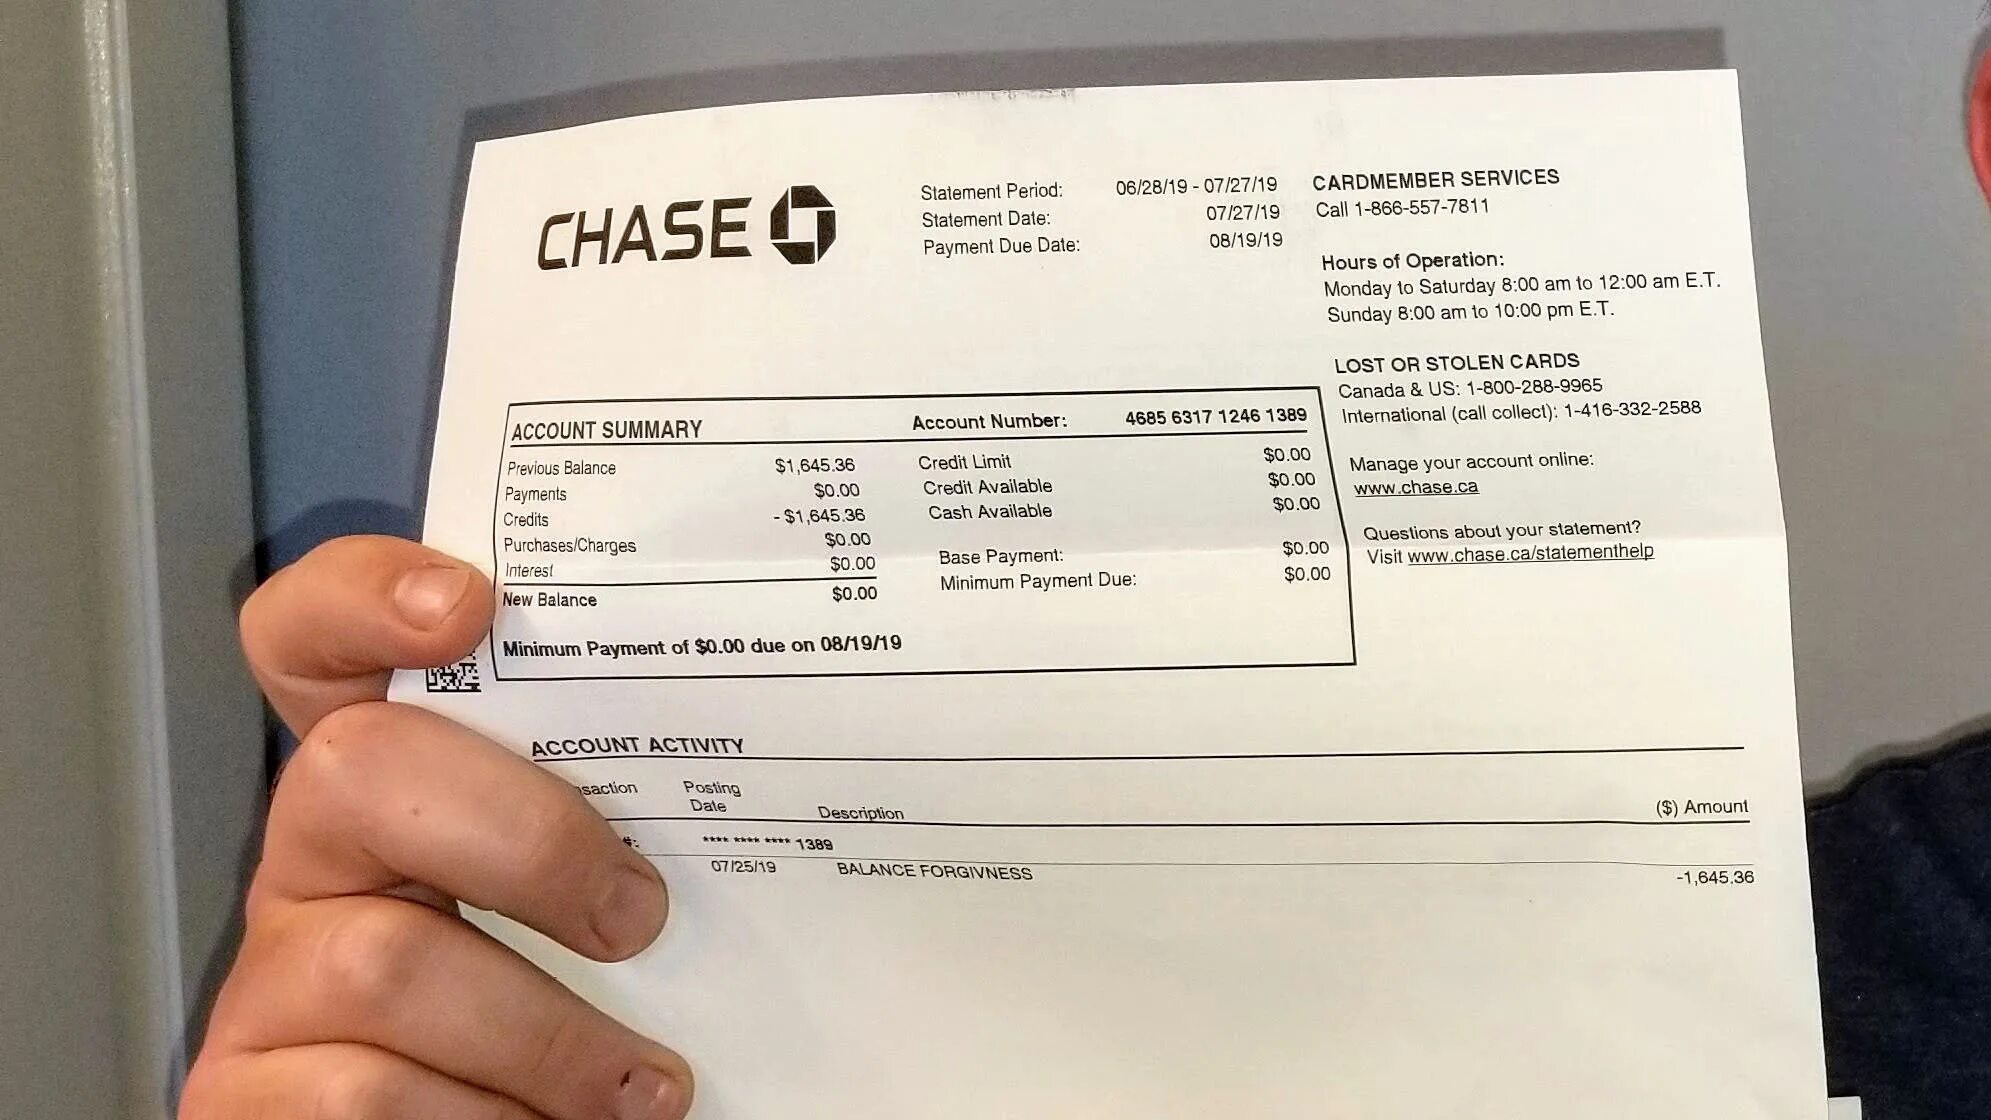 CHASE
Statement Period: 06/28/19 - 07/27/19
Statement Date: 07/27/19
Payment Due Date: 08/19/19
CARDMEMBER SERVICES
Call 1-866-557-7811
Hours of Operation:
Monday to Saturday 8:00 am to 12:00 am E.T.
Sunday 8:00 am to 10:00 pm E.T.
LOST OR STOLEN CARDS
Canada & US: 1-800-288-9965
International (call collect): 1-416-332-2588
Manage your account online:
www.chase.ca
Questions about your statement?
Visit www.chase.ca/statementhelp
ACCOUNT SUMMARY Account Number: 4685 6317 1246 1389
Previous Balance $1,645.36 Credit Limit $0.00
Payments $0.00 Credit Available $0.00
Credits - $1,645.36 Cash Available $0.00
Purchases/Charges $0.00
Interest $0.00 Base Payment: $0.00
New Balance $0.00 Minimum Payment Due: $0.00
Minimum Payment of $0.00 due on 08/19/19
ACCOUNT ACTIVITY
Posting
Date Description ($) Amount
#: **** **** **** 1389
07/25/19 BALANCE FORGIVNESS -1,645.36